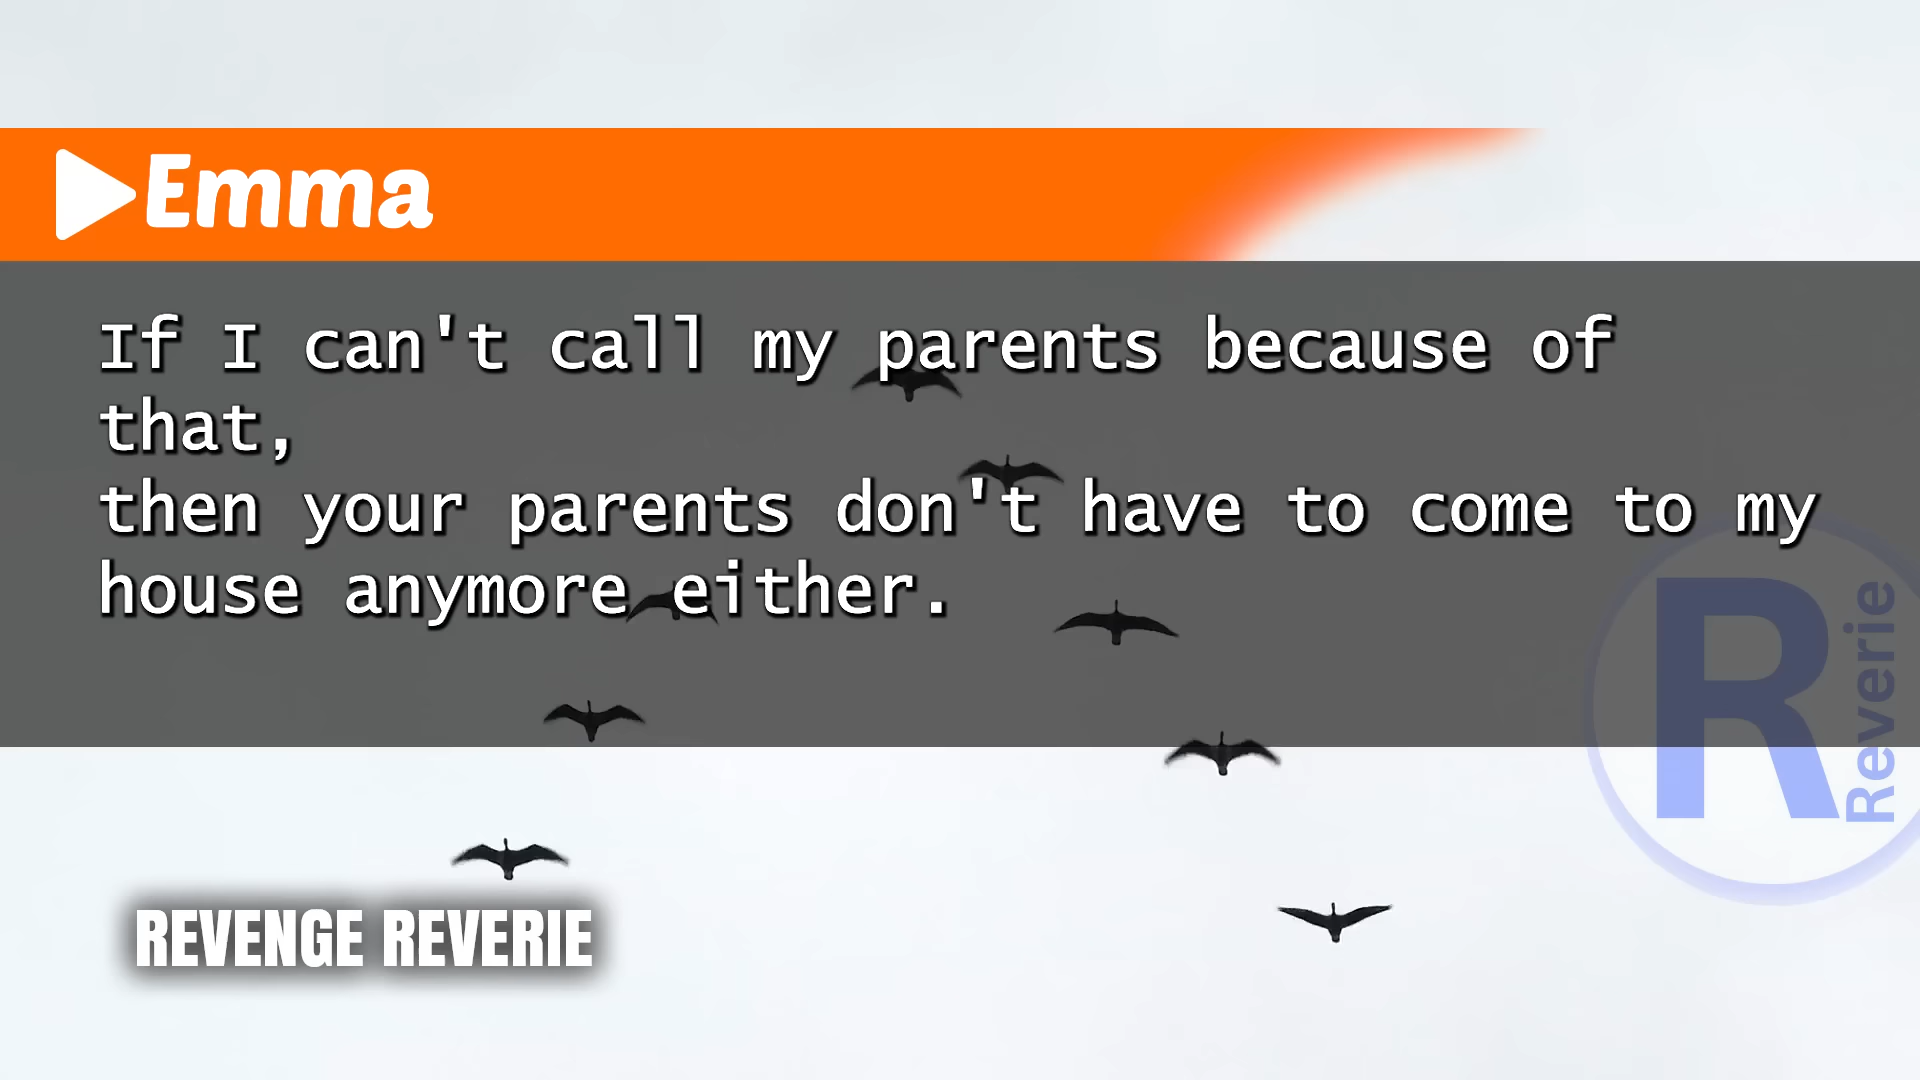 Emma
If I can't call my parents because of
that,
then your parents don't have to come to my
house anymore either.
R
Reverie
REVENGE REVERIE